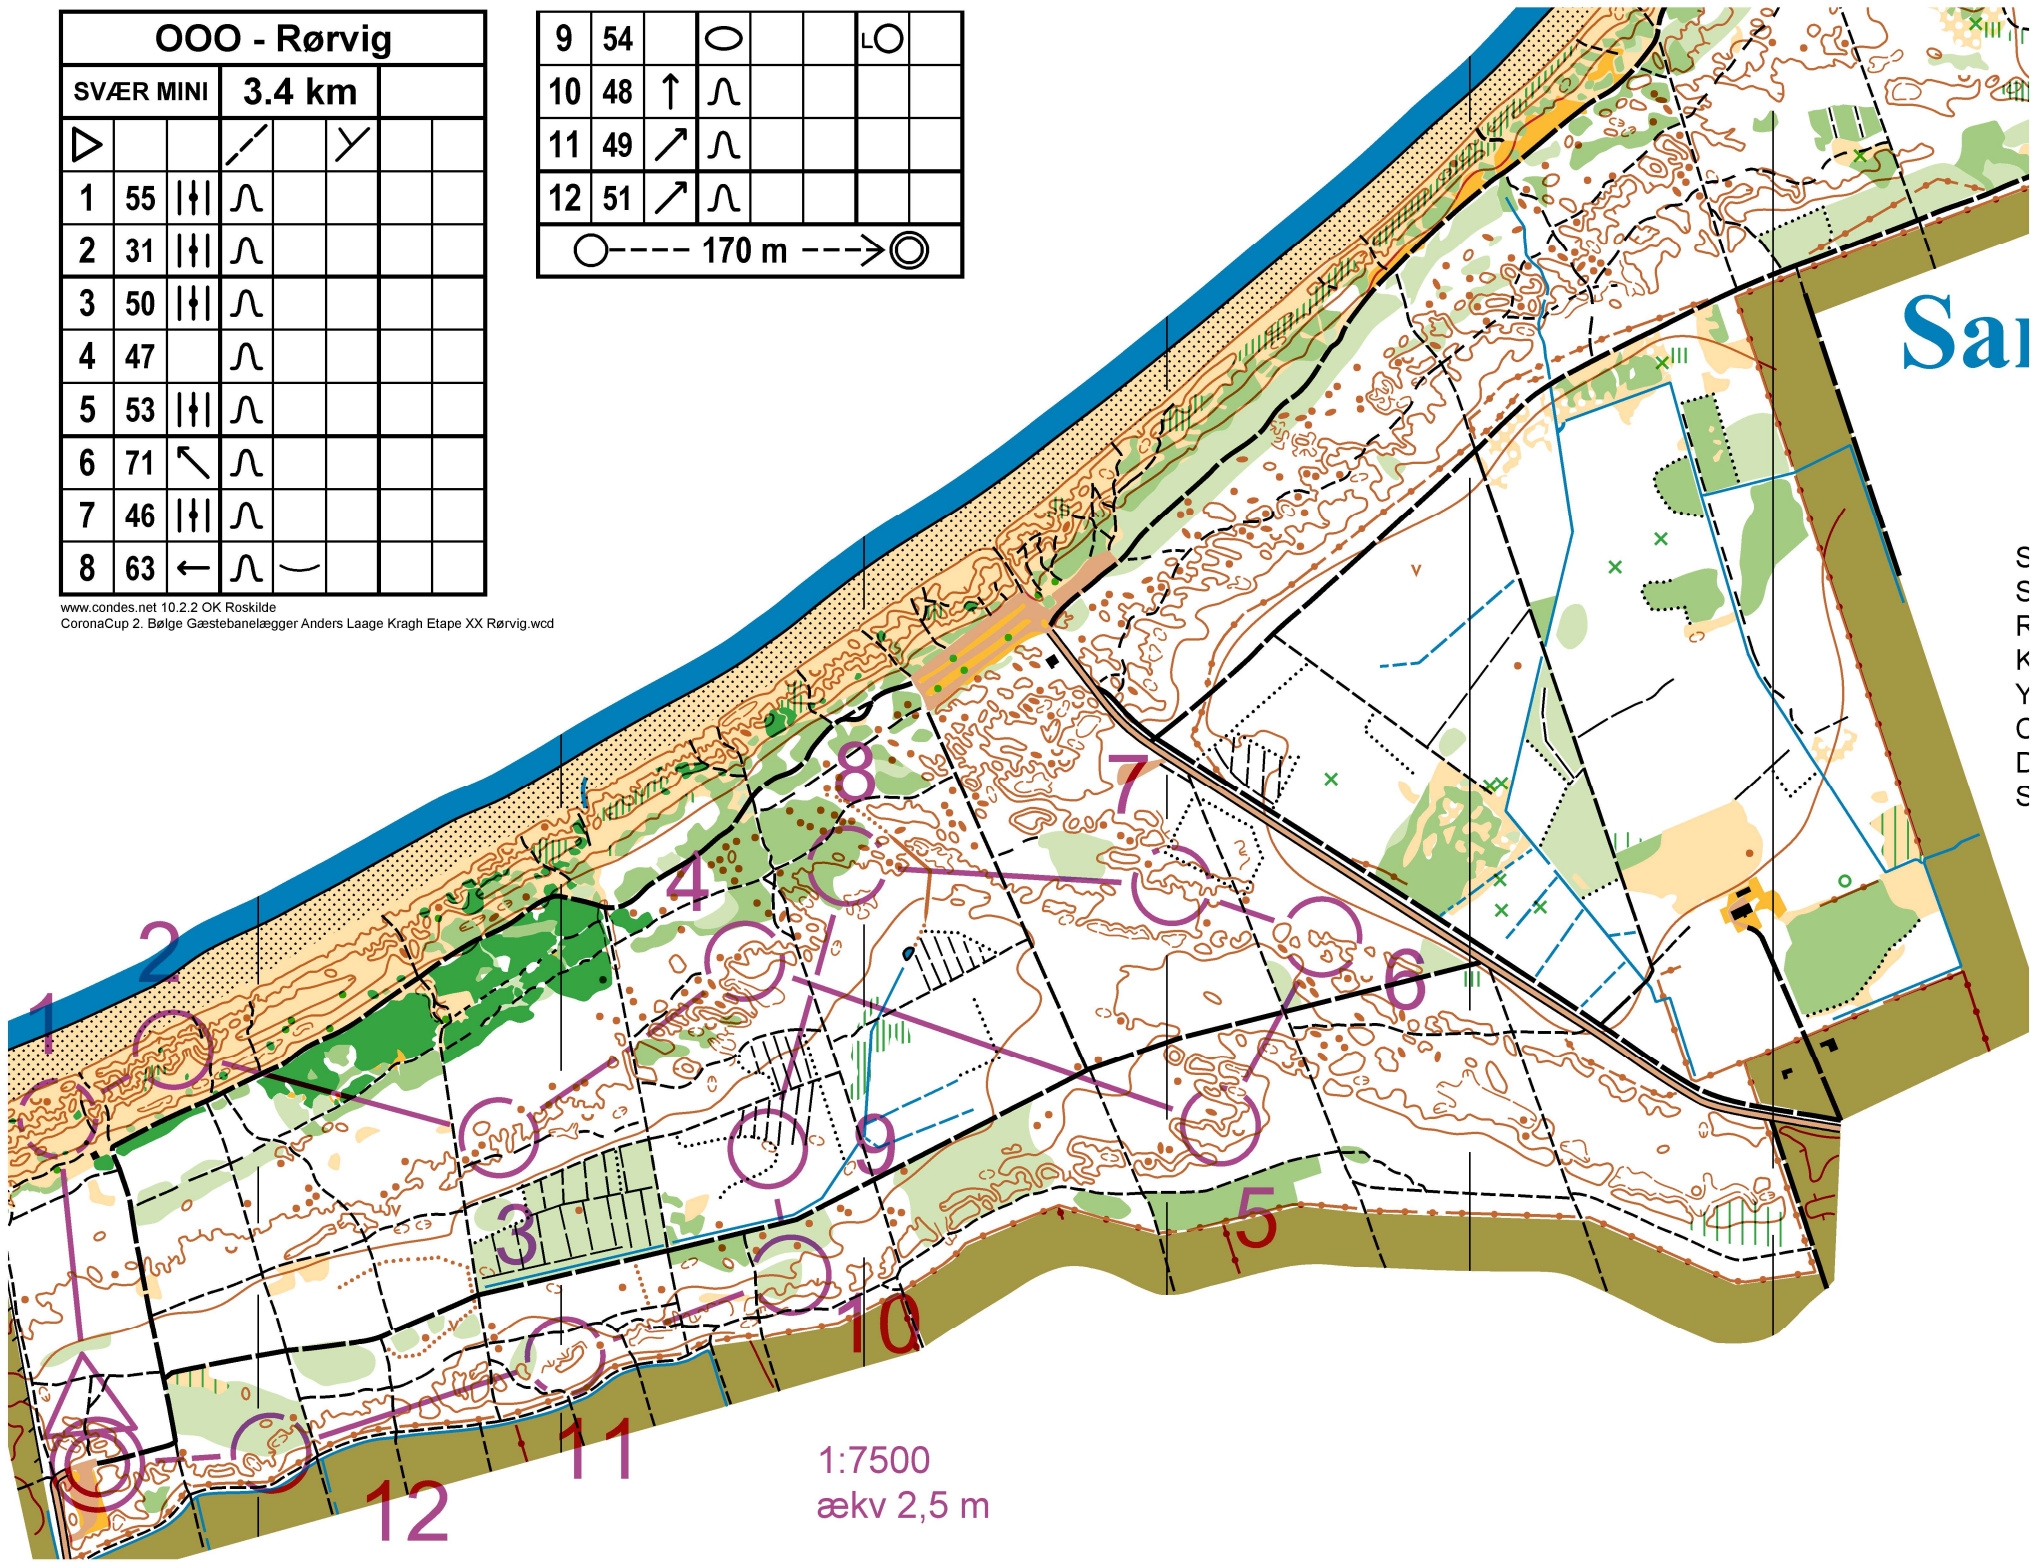 OOO - Rørvig
SVÆR MINI 3.4 km
1 55
2 31
3 50
4 47
5 53
6 71
7 46
8 63
www.condes.net 10.2.2 OK Roskilde
CoronaCup 2. Bølge Gæstebanelægger Anders Laage Kragh Etape XX Rørvig.wcd
9 54 L
10 48
11 49
12 51
170 m
San
S
S
R
K
Y
C
D
S
1
2
3
4
5
6
7
8
9
10
11
12
1:7500
ækv 2,5 m